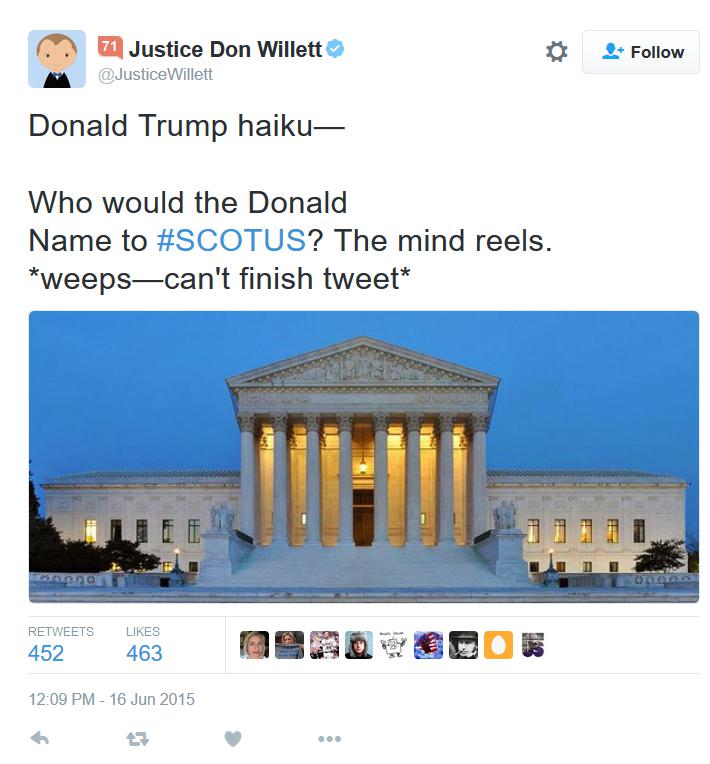 71 Justice Don Willett
@JusticeWillett
Follow
Donald Trump haiku—
Who would the Donald
Name to #SCOTUS? The mind reels.
*weeps—can't finish tweet*
RETWEETS LIKES
452 463
12:09 PM - 16 Jun 2015